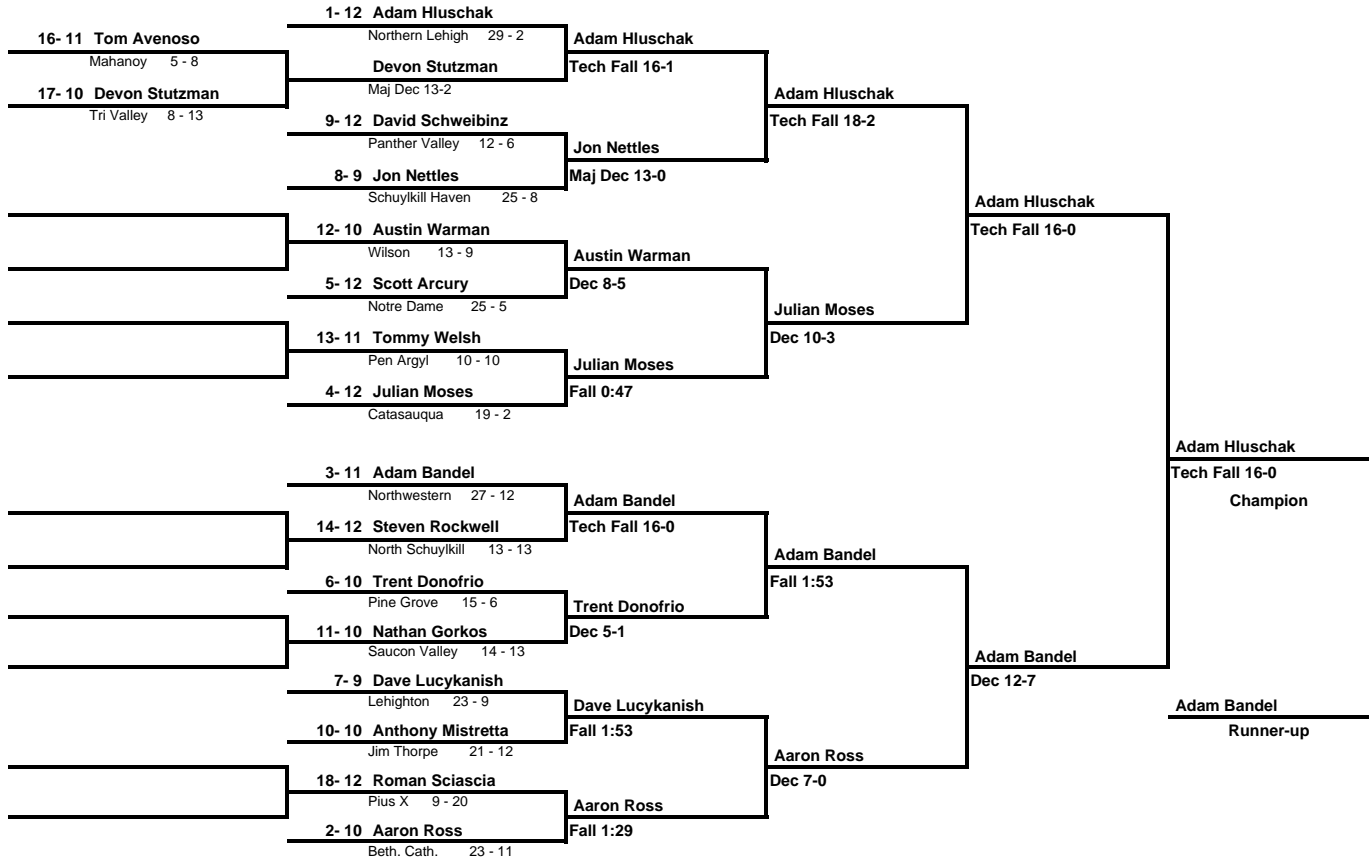 16- 11 Tom Avenoso
Mahanoy 5 - 8
17- 10 Devon Stutzman
Tri Valley 8 - 13
1- 12 Adam Hluschak
Northern Lehigh 29 - 2
Devon Stutzman
Maj Dec 13-2
9- 12 David Schweibinz
Panther Valley 12 - 6
8- 9 Jon Nettles
Schuylkill Haven 25 - 8
12- 10 Austin Warman
Wilson 13 - 9
5- 12 Scott Arcury
Notre Dame 25 - 5
13- 11 Tommy Welsh
Pen Argyl 10 - 10
4- 12 Julian Moses
Catasauqua 19 - 2
3- 11 Adam Bandel
Northwestern 27 - 12
14- 12 Steven Rockwell
North Schuylkill 13 - 13
6- 10 Trent Donofrio
Pine Grove 15 - 6
11- 10 Nathan Gorkos
Saucon Valley 14 - 13
7- 9 Dave Lucykanish
Lehighton 23 - 9
10- 10 Anthony Mistretta
Jim Thorpe 21 - 12
18- 12 Roman Sciascia
Pius X 9 - 20
2- 10 Aaron Ross
Beth. Cath. 23 - 11
Adam Hluschak
Tech Fall 16-1
Jon Nettles
Maj Dec 13-0
Austin Warman
Dec 8-5
Julian Moses
Fall 0:47
Adam Bandel
Tech Fall 16-0
Trent Donofrio
Dec 5-1
Dave Lucykanish
Fall 1:53
Aaron Ross
Fall 1:29
Adam Hluschak
Tech Fall 18-2
Julian Moses
Dec 10-3
Adam Bandel
Fall 1:53
Aaron Ross
Dec 7-0
Adam Hluschak
Tech Fall 16-0
Adam Bandel
Dec 12-7
Adam Hluschak
Tech Fall 16-0
Champion
Adam Bandel
Runner-up